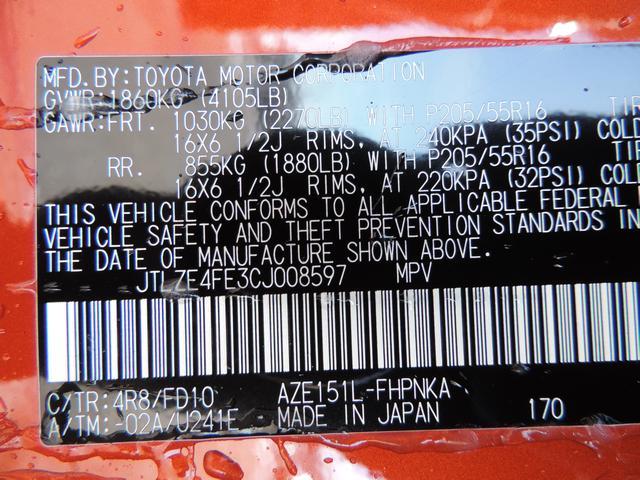 MFD.BY:TOYOTA MOTOR CORPORATION
GVWR:1860KG (4105LB)
GAWR:FRT. 1030KG (2270LB) WITH P205/55R16 TIR
16X6 1/2J RIMS, AT 240KPA (35PSI) COLD
RR. 855KG (1880LB) WITH P205/55R16 TIR
16X6 1/2J RIMS, AT 220KPA (32PSI) COLD
THIS VEHICLE CONFORMS TO ALL APPLICABLE FEDERAL
VEHICLE SAFETY AND THEFT PREVENTION STANDARDS IN
THE DATE OF MANUFACTURE SHOWN ABOVE.
JTLZE4FE3CJ008597 MPV
C/TR:4R8/FD10 AZE151L-FHPNKA
A/TM:-02A/U241E MADE IN JAPAN 170